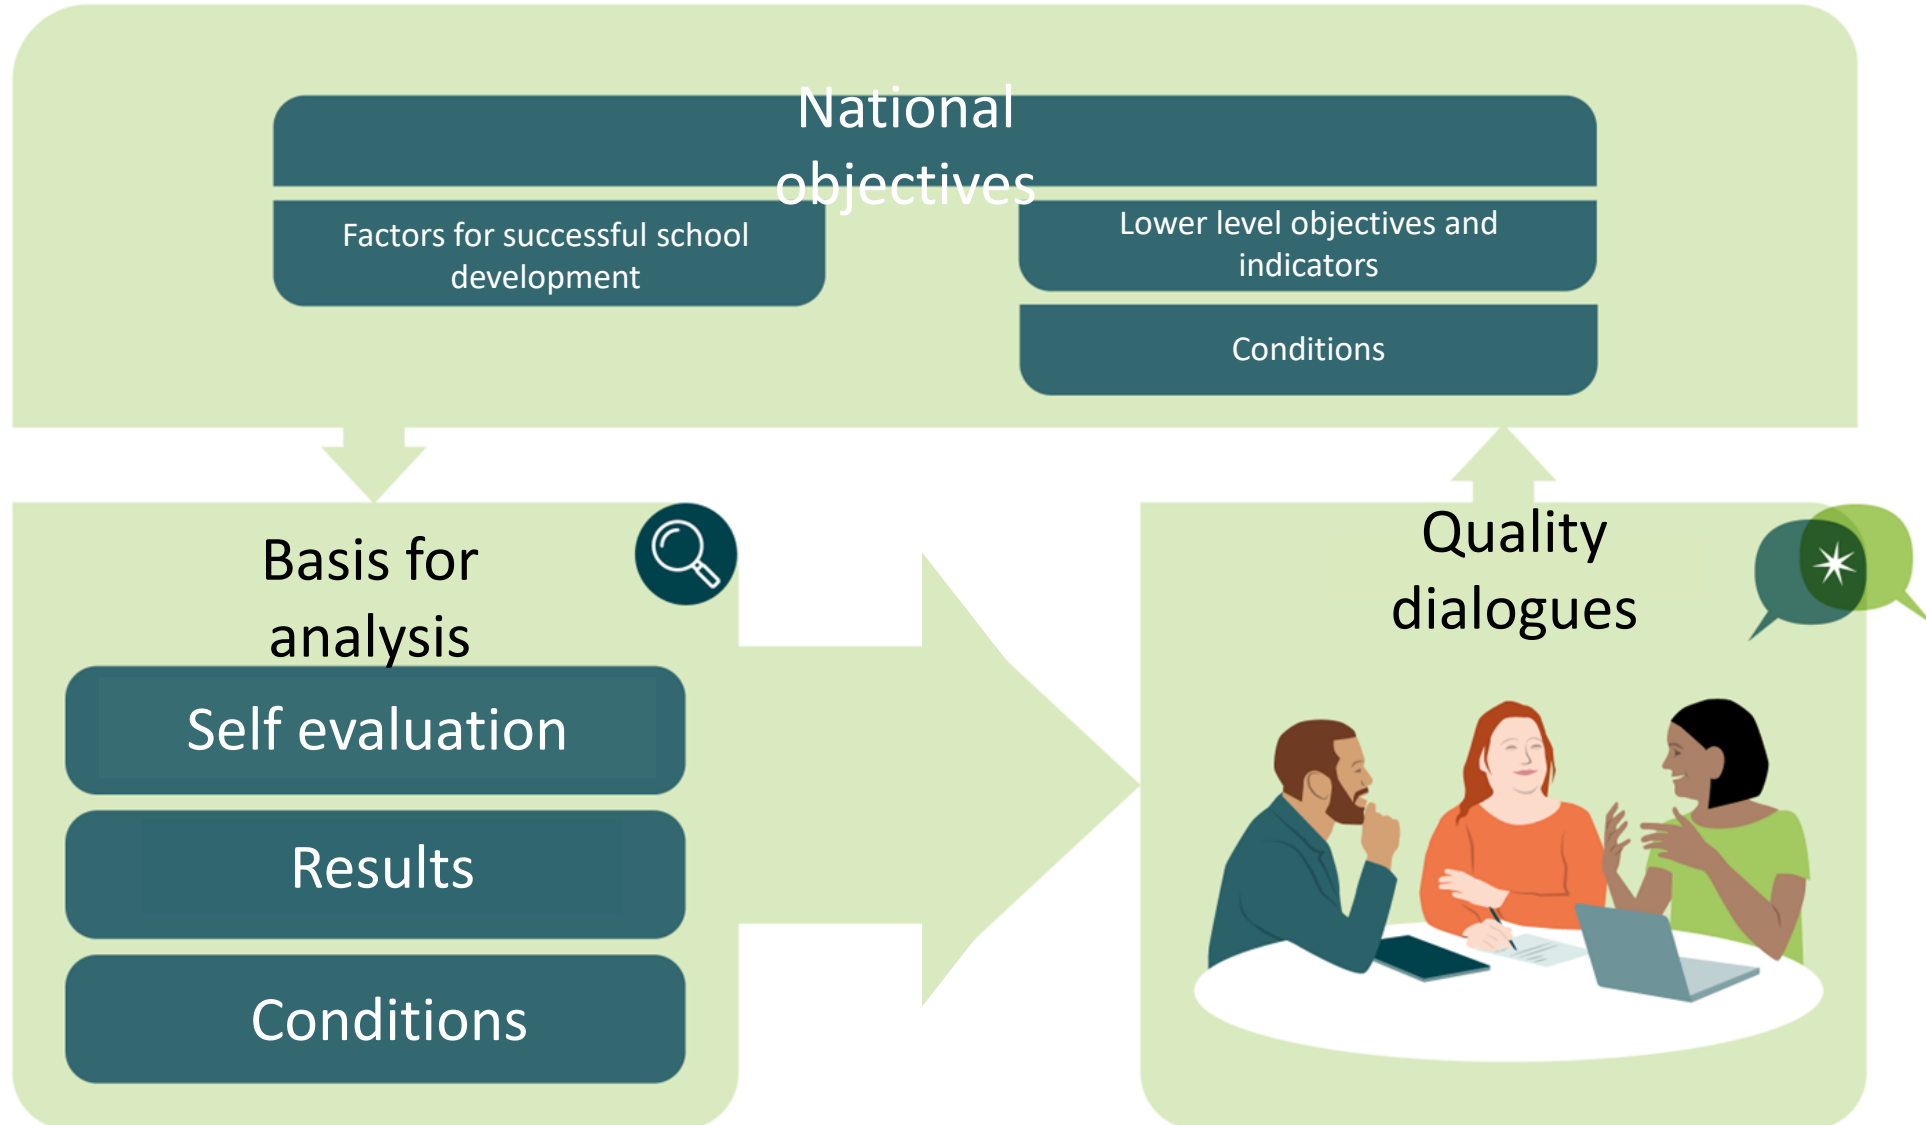 National
objectives
Factors for successful school
development
Lower level objectives and
indicators
Conditions
Basis for
analysis
Self evaluation
Results
Conditions
Quality
dialogues